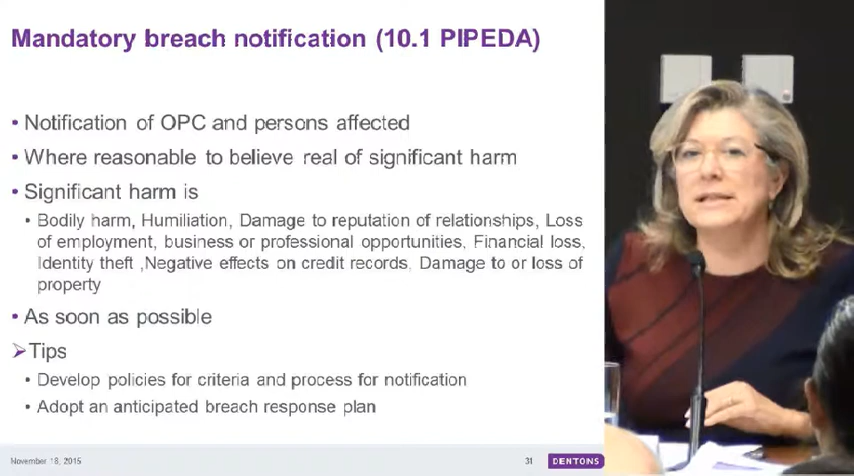 Mandatory breach notification (10.1 PIPEDA)
• Notification of OPC and persons affected
• Where reasonable to believe real of significant harm
• Significant harm is
• Bodily harm, Humiliation, Damage to reputation of relationships, Loss
of employment, business or professional opportunities, Financial loss,
Identity theft ,Negative effects on credit records, Damage to or loss of
property
• As soon as possible
➢Tips
• Develop policies for criteria and process for notification
• Adopt an anticipated breach response plan
November 18, 2015
31
DENTONS